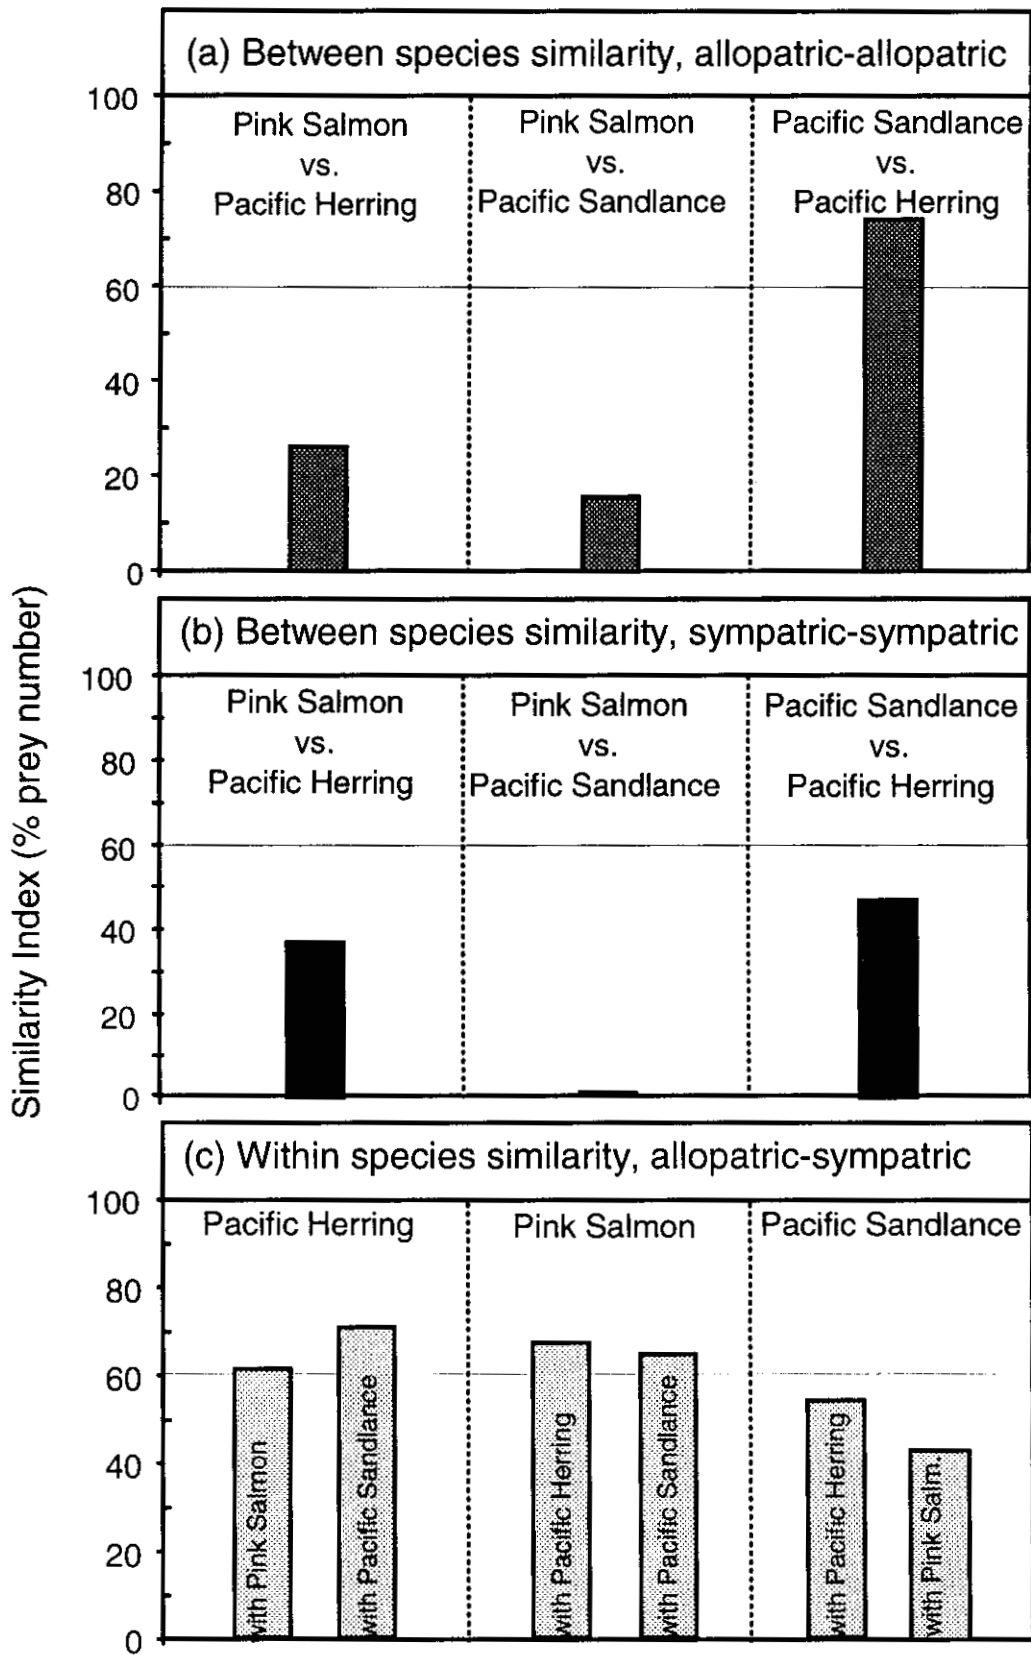 (a) Between species similarity, allopatric-allopatric
100
80
60
40
20
0
Pink Salmon
vs.
Pacific Herring
Pink Salmon
vs.
Pacific Sandlance
Pacific Sandlance
vs.
Pacific Herring
Similarity Index (% prey number)
(b) Between species similarity, sympatric-sympatric
100
80
60
40
20
0
Pink Salmon
vs.
Pacific Herring
Pink Salmon
vs.
Pacific Sandlance
Pacific Sandlance
vs.
Pacific Herring
(c) Within species similarity, allopatric-sympatric
100
80
60
40
20
0
Pacific Herring
with Pink Salmon
with Pacific Sandlance
Pink Salmon
with Pacific Herring
with Pacific Sandlance
Pacific Sandlance
with Pacific Herring
with Pink Salm.